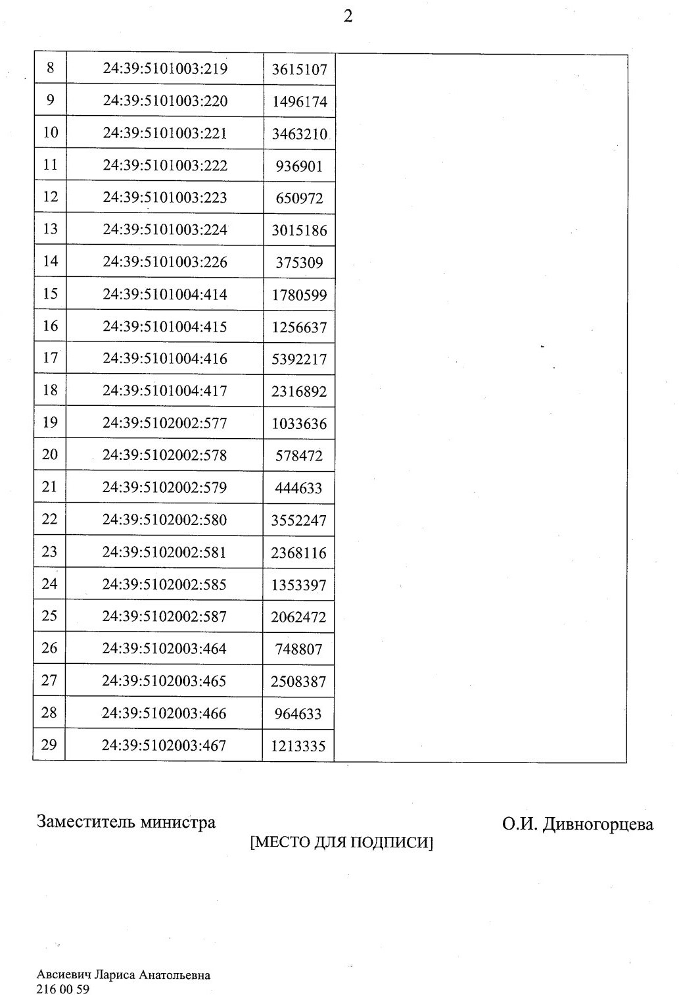 2
8 24:39:5101003:219 3615107
9 24:39:5101003:220 1496174
10 24:39:5101003:221 3463210
11 24:39:5101003:222 936901
12 24:39:5101003:223 650972
13 24:39:5101003:224 3015186
14 24:39:5101003:226 375309
15 24:39:5101004:414 1780599
16 24:39:5101004:415 1256637
17 24:39:5101004:416 5392217
18 24:39:5101004:417 2316892
19 24:39:5102002:577 1033636
20 24:39:5102002:578 578472
21 24:39:5102002:579 444633
22 24:39:5102002:580 3552247
23 24:39:5102002:581 2368116
24 24:39:5102002:585 1353397
25 24:39:5102002:587 2062472
26 24:39:5102003:464 748807
27 24:39:5102003:465 2508387
28 24:39:5102003:466 964633
29 24:39:5102003:467 1213335
Заместитель министра О.И. Дивногорцева
[МЕСТО ДЛЯ ПОДПИСИ]
Авсиевич Лариса Анатольевна
216 00 59